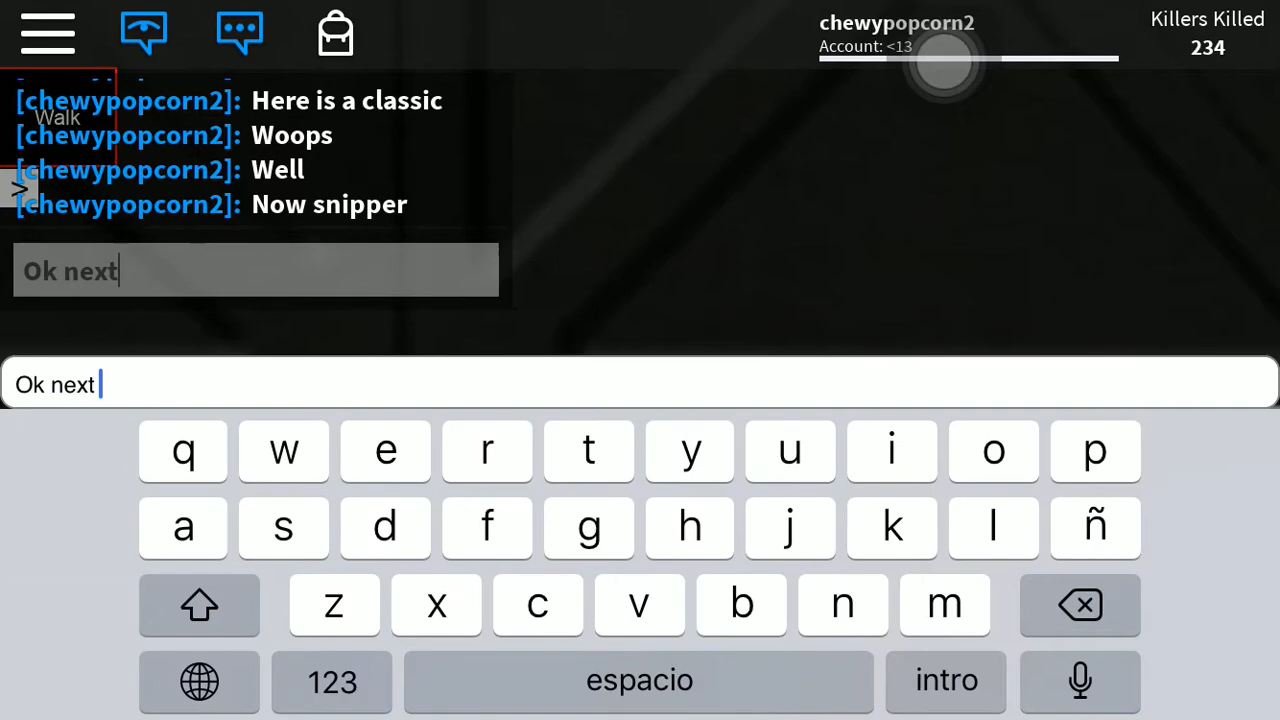 chewypopcorn2
Account: <13
Killers Killed
234
[chewypopcorn2]: Here is a classic
Walk
[chewypopcorn2]: Woops
[chewypopcorn2]: Well
>
[chewypopcorn2]: Now snipper
Ok next
Ok next
q w e r t y u i o p
a s d f g h j k l ñ
z x c v b n m
123 espacio intro